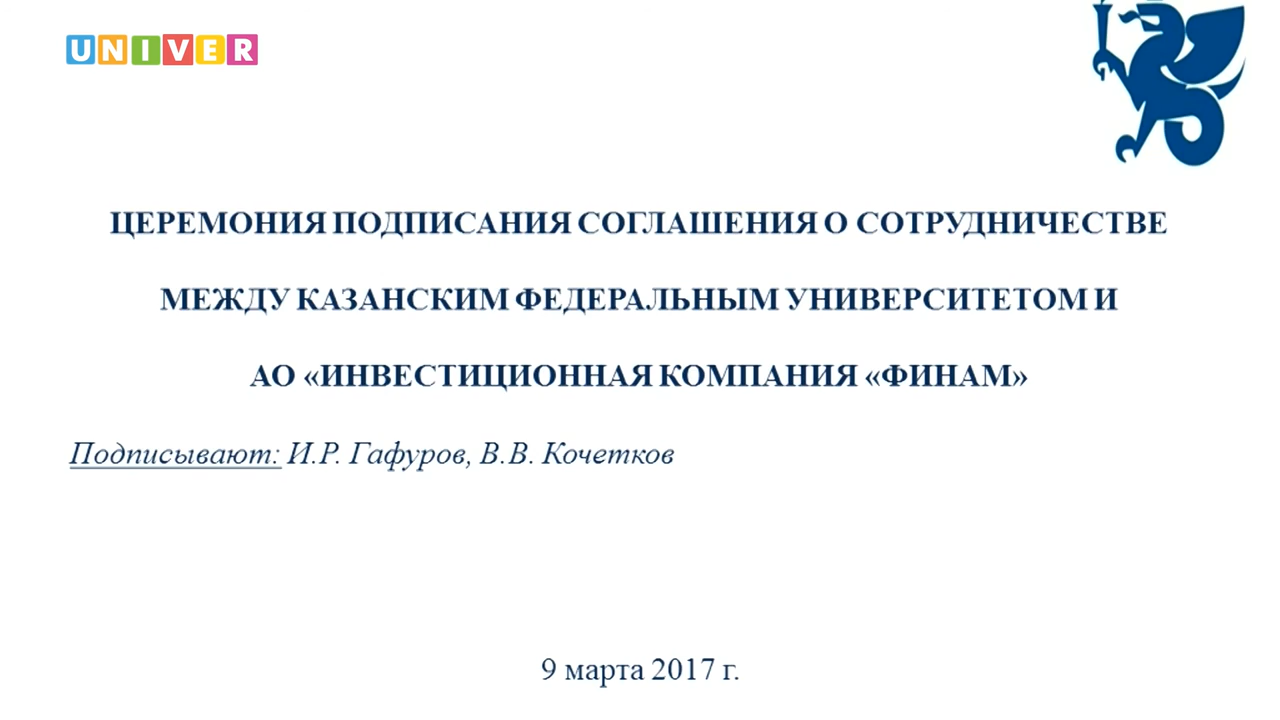 UNIVER
ЦЕРЕМОНИЯ ПОДПИСАНИЯ СОГЛАШЕНИЯ О СОТРУДНИЧЕСТВЕ
МЕЖДУ КАЗАНСКИМ ФЕДЕРАЛЬНЫМ УНИВЕРСИТЕТОМ И
АО «ИНВЕСТИЦИОННАЯ КОМПАНИЯ «ФИНАМ»
Подписывают: И.Р. Гафуров, В.В. Кочетков
9 марта 2017 г.